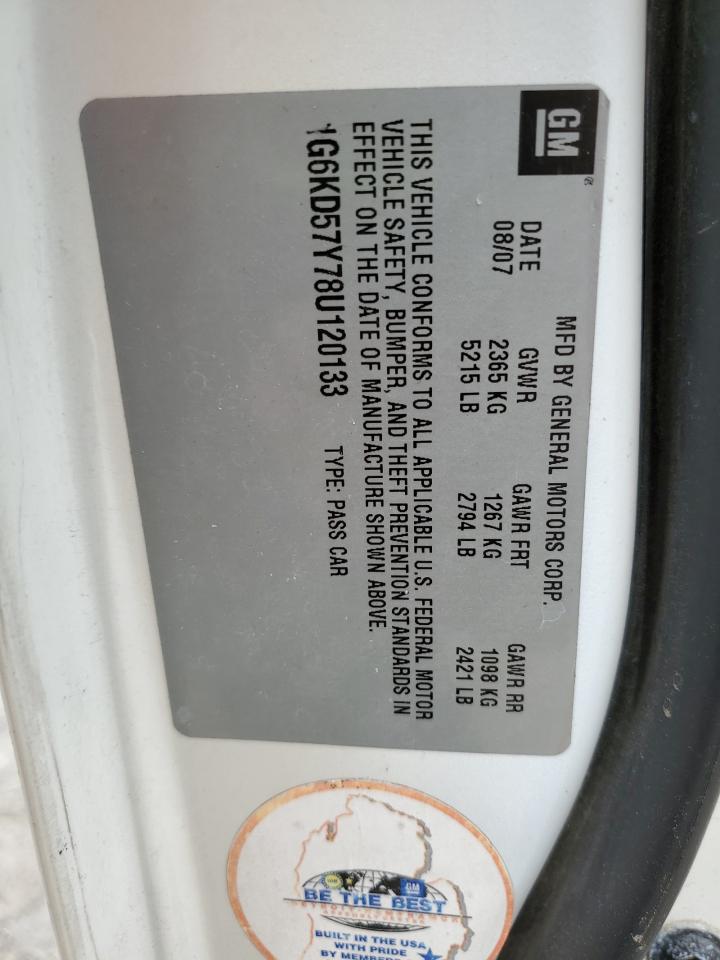 GM
MFD BY GENERAL MOTORS CORP.
DATE GVWR GAWR FRT GAWR RR
08/07 2365 KG 1267 KG 1098 KG
5215 LB 2794 LB 2421 LB
THIS VEHICLE CONFORMS TO ALL APPLICABLE U.S. FEDERAL MOTOR
VEHICLE SAFETY, BUMPER, AND THEFT PREVENTION STANDARDS IN
EFFECT ON THE DATE OF MANUFACTURE SHOWN ABOVE.
1G6KD57Y78U120133 TYPE: PASS CAR
GM
BE THE BEST
BUILT IN THE USA
WITH PRIDE
BY